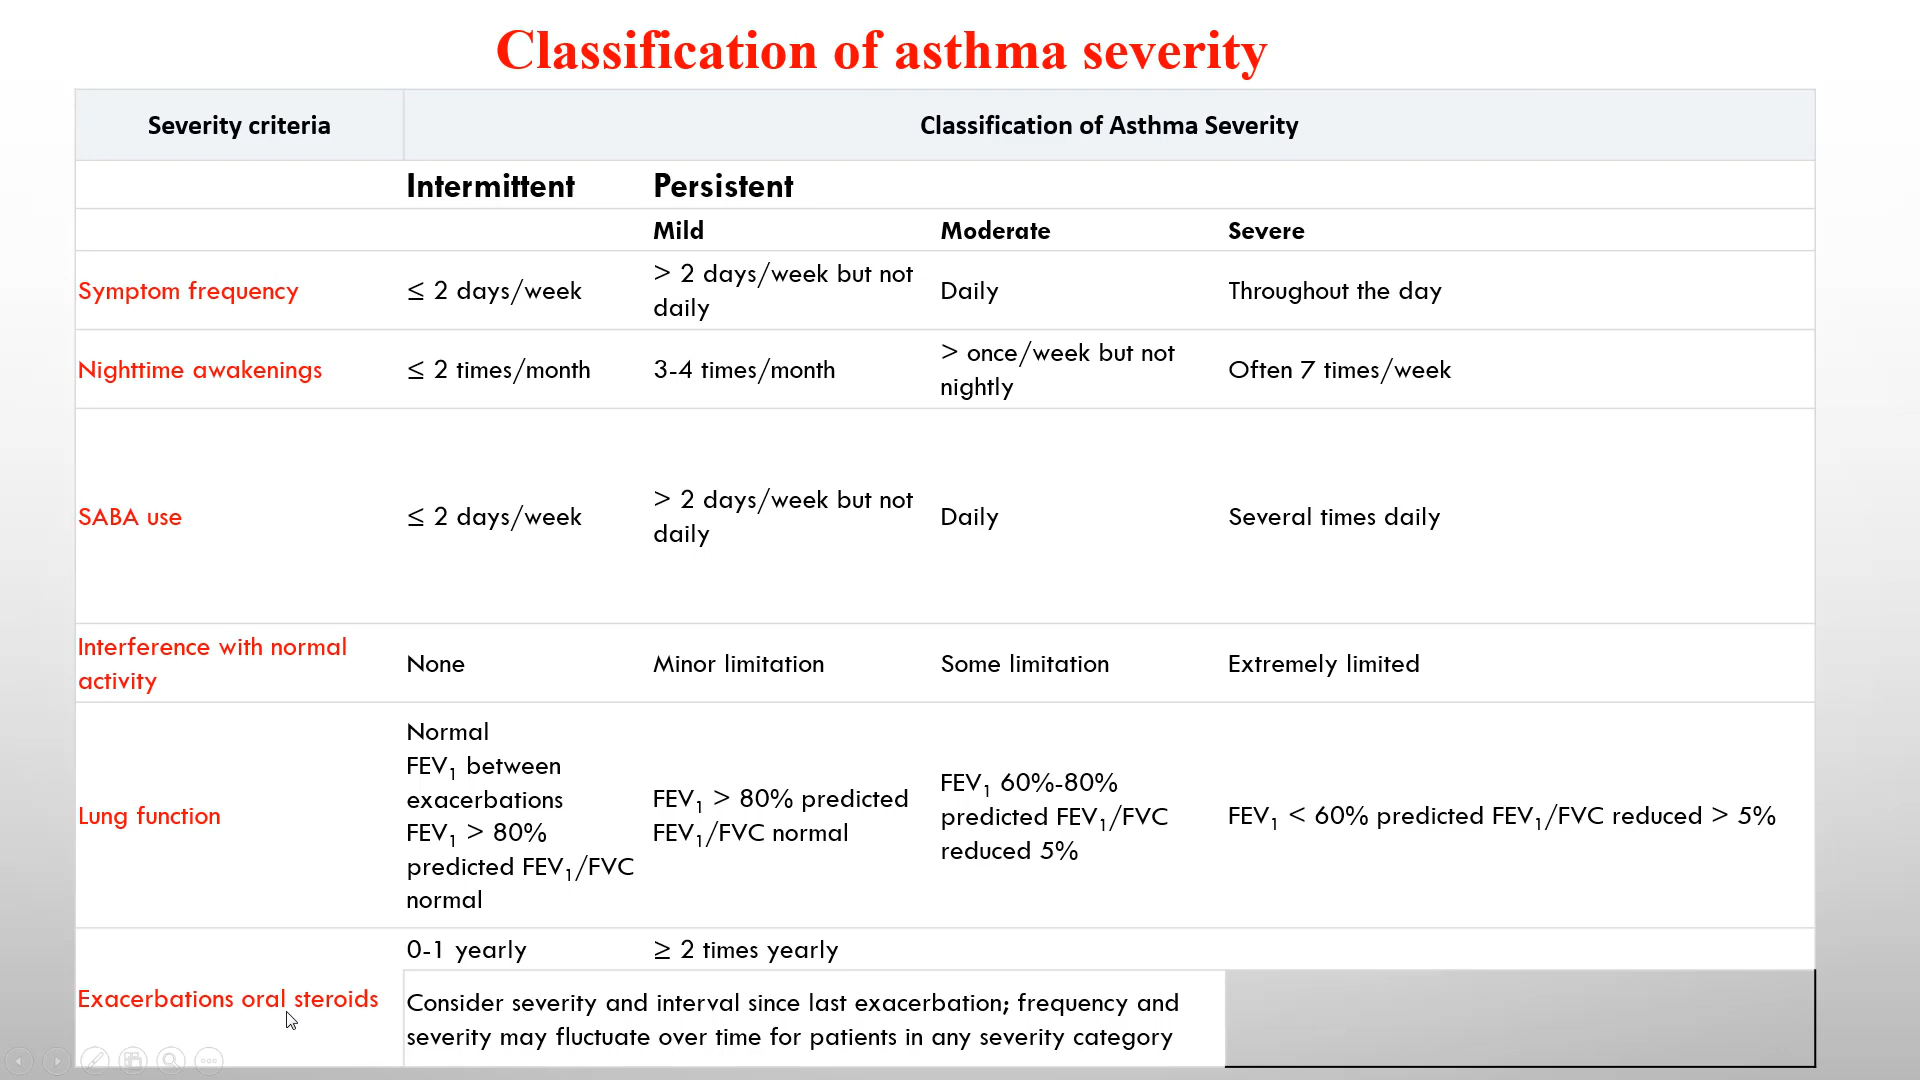 Classification of asthma severity
Severity criteria
Classification of Asthma Severity
Intermittent
Persistent
Mild
Moderate
Severe
Symptom frequency
≤ 2 days/week
> 2 days/week but not
daily
Daily
Throughout the day
Nighttime awakenings
≤ 2 times/month
3-4 times/month
> once/week but not
nightly
Often 7 times/week
SABA use
≤ 2 days/week
> 2 days/week but not
daily
Daily
Several times daily
Interference with normal
activity
None
Minor limitation
Some limitation
Extremely limited
Lung function
Normal
FEV₁ between
exacerbations
FEV₁ > 80%
predicted FEV₁/FVC
normal
FEV₁ > 80% predicted
FEV₁/FVC normal
FEV₁ 60%-80%
predicted FEV₁/FVC
reduced 5%
FEV₁ < 60% predicted FEV₁/FVC reduced > 5%
Exacerbations oral steroids
0-1 yearly
≥ 2 times yearly
Consider severity and interval since last exacerbation; frequency and
severity may fluctuate over time for patients in any severity category